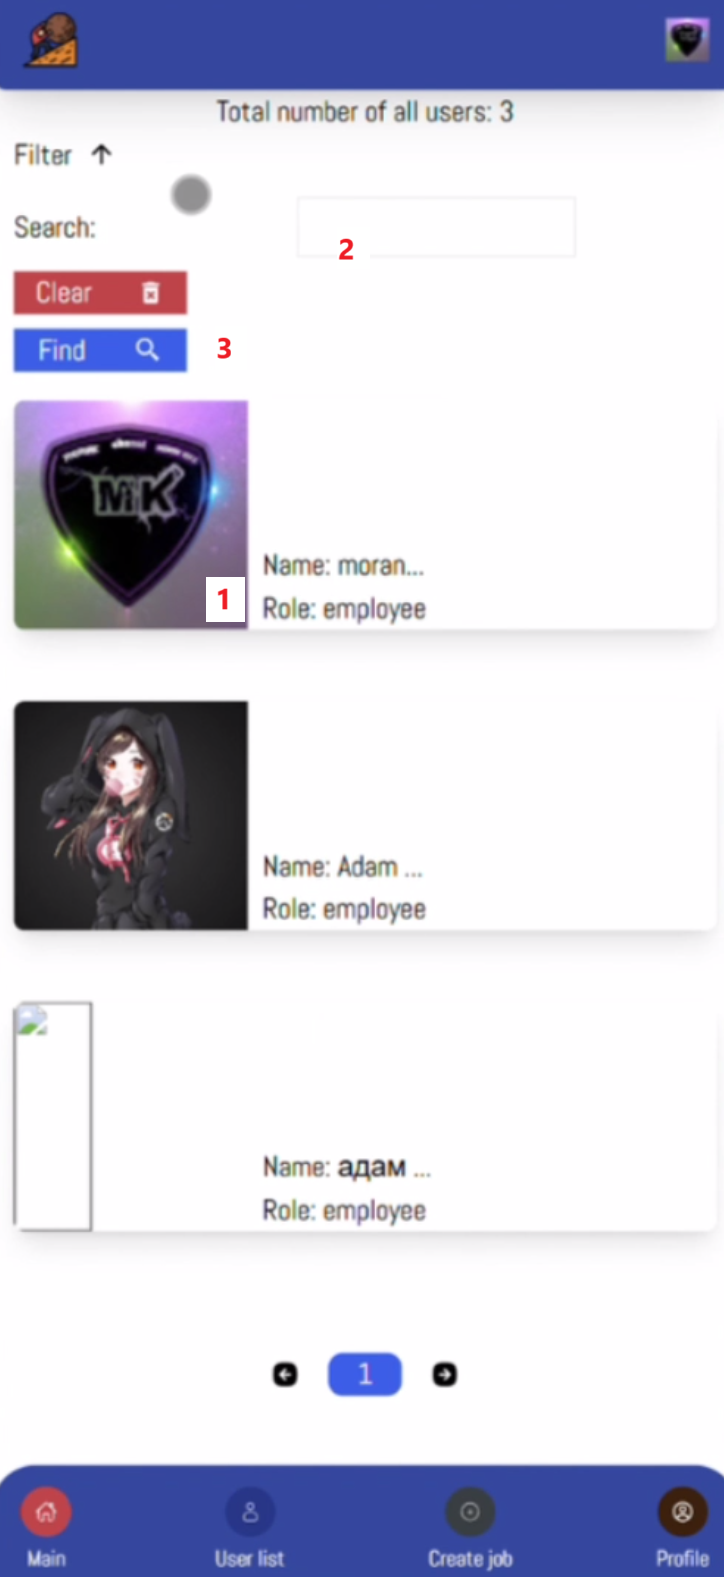 Total number of all users: 3
Filter
Search:
2
Clear
Find
3
MK
1
Name: moran...
Role: employee
Name: Adam ...
Role: employee
Name: адам ...
Role: employee
1
Main
User list
Create job
Profile